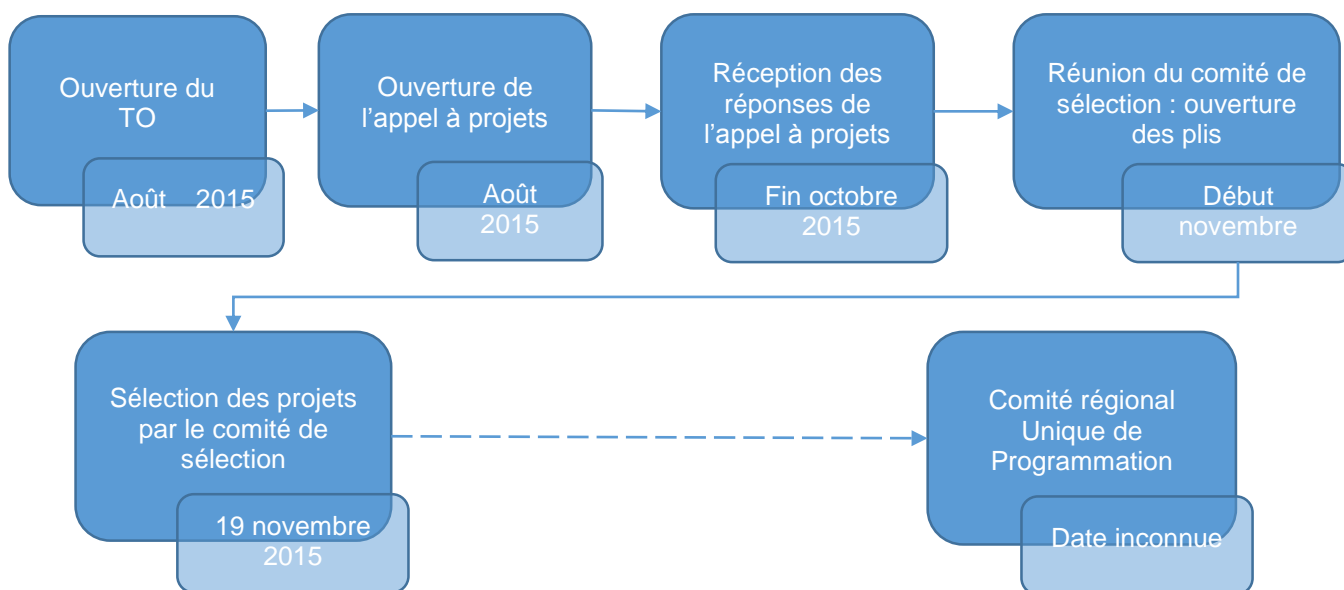 Ouverture du
TO
Août 2015
Ouverture de
l’appel à projets
Août
2015
Réception des
réponses de
l’appel à projets
Fin octobre
2015
Réunion du comité de
sélection : ouverture
des plis
Début
novembre
Sélection des projets
par le comité de
sélection
19 novembre
2015
Comité régional
Unique de
Programmation
Date inconnue